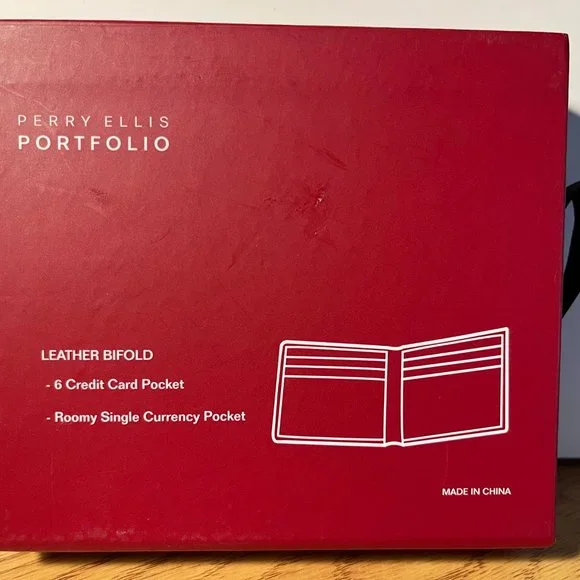 PERRY ELLIS
PORTFOLIO
LEATHER BIFOLD
- 6 Credit Card Pocket
- Roomy Single Currency Pocket
MADE IN CHINA